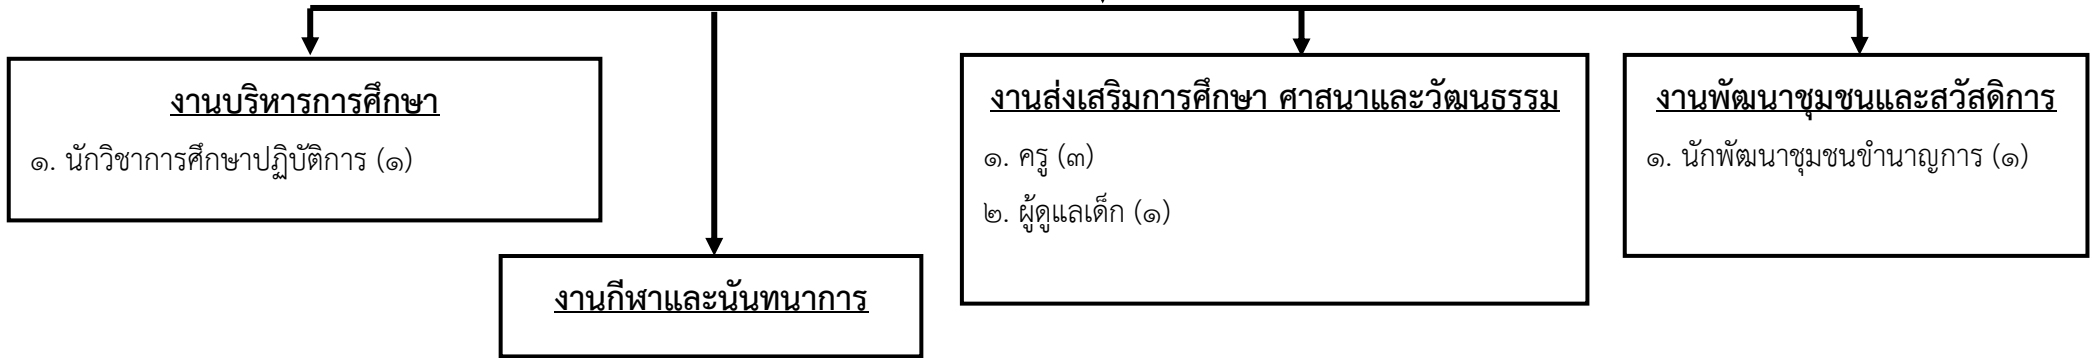 งานบริหารการศึกษา
๑. นักวิชาการศึกษาปฏิบัติการ (๑)
งานกีฬาและนันทนาการ
งานส่งเสริมการศึกษา ศาสนาและวัฒนธรรม
๑. ครู (๓)
๒. ผู้ดูแลเด็ก (๑)
งานพัฒนาชุมชนและสวัสดิการ
๑. นักพัฒนาชุมชนขำนาญการ (๑)